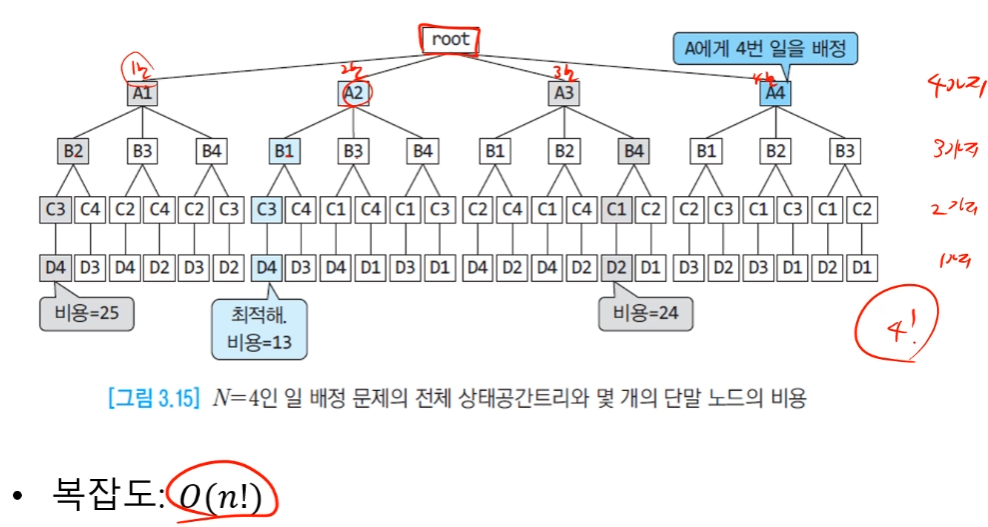 root
A에게 4번 일을 배정
1번 2번 3번 4번
A1 A2 A3 A4 4가지
B2 B3 B4 B1 B3 B4 B1 B2 B4 B1 B2 B3 3가지
C3 C4 C2 C4 C2 C3 C3 C4 C1 C4 C1 C3 C2 C4 C1 C4 C1 C2 C2 C3 C1 C3 C1 C2 2가지
D4 D3 D4 D2 D3 D2 D4 D3 D4 D1 D3 D1 D4 D2 D4 D2 D2 D1 D3 D2 D3 D1 D2 D1 1가지
비용=25
최적해.
비용=13
비용=24
4!
[그림 3.15] N=4인 일 배정 문제의 전체 상태공간트리와 몇 개의 단말 노드의 비용
• 복잡도: O(n!)